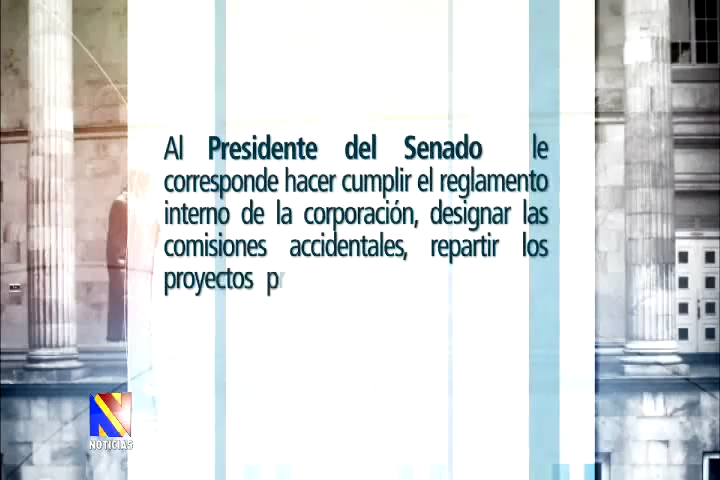 Al Presidente del Senado le
corresponde hacer cumplir el reglamento
interno de la corporación, designar las
comisiones accidentales, repartir los
proyectos p
NOTICIAS